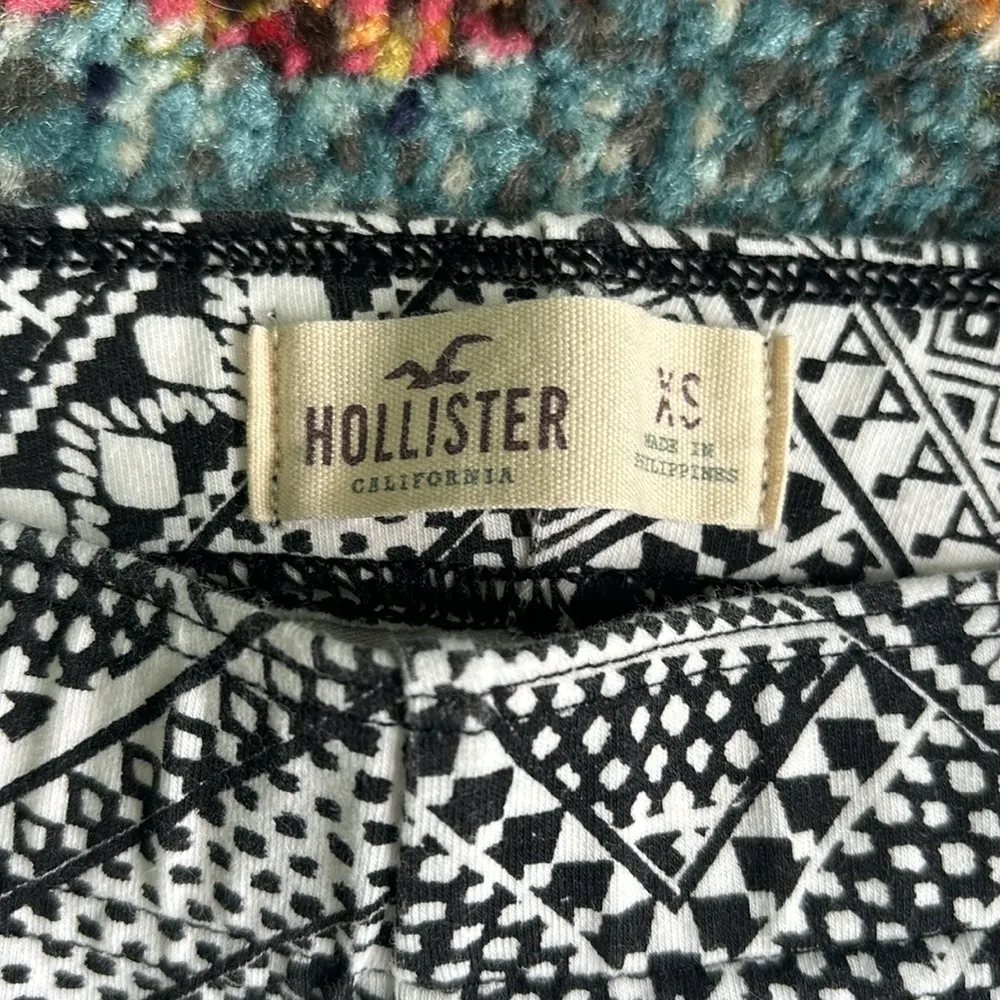 HOLLISTER
CALIFORNIA
XS
MADE IN
PHILIPPINES